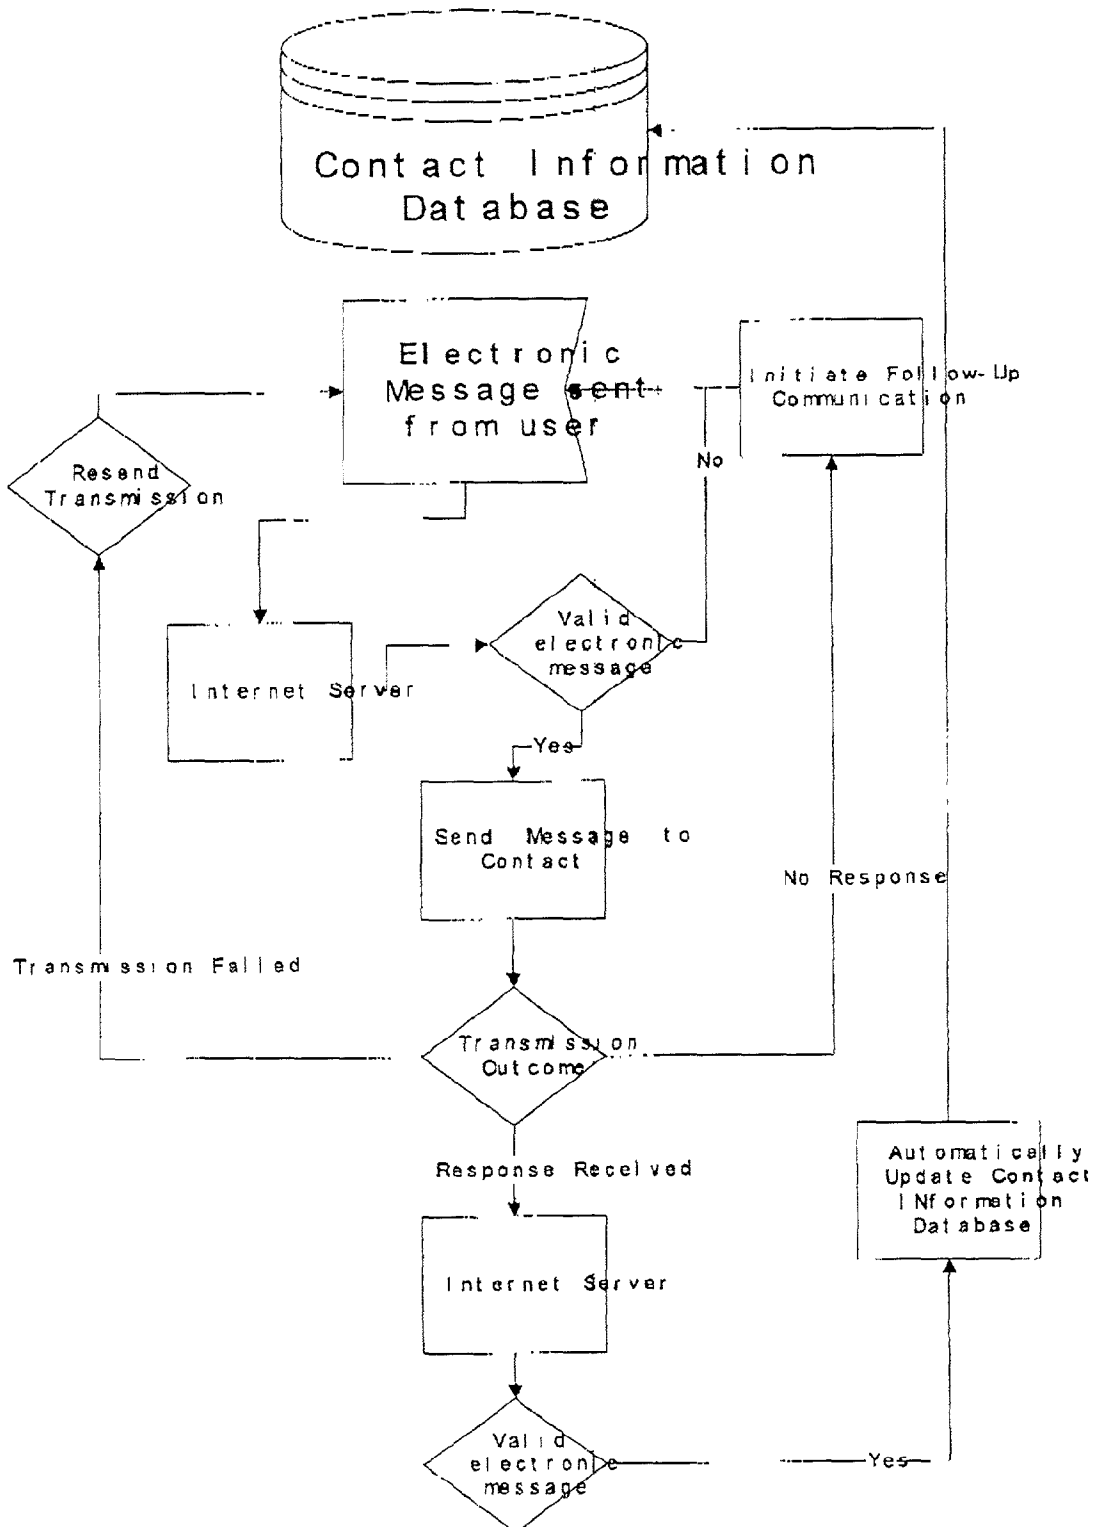 Contact Information
Database
Electronic
Message sent
from user
Initiate Follow-Up
Communication
Resend
Transmission
No
Valid
electronic
message
Internet Server
Yes
Send Message to
Contact
No Response
Transmission Failed
Transmission
Outcome
Automatically
Update Contact
INformation
Database
Response Received
Internet Server
Valid
electronic
message
Yes